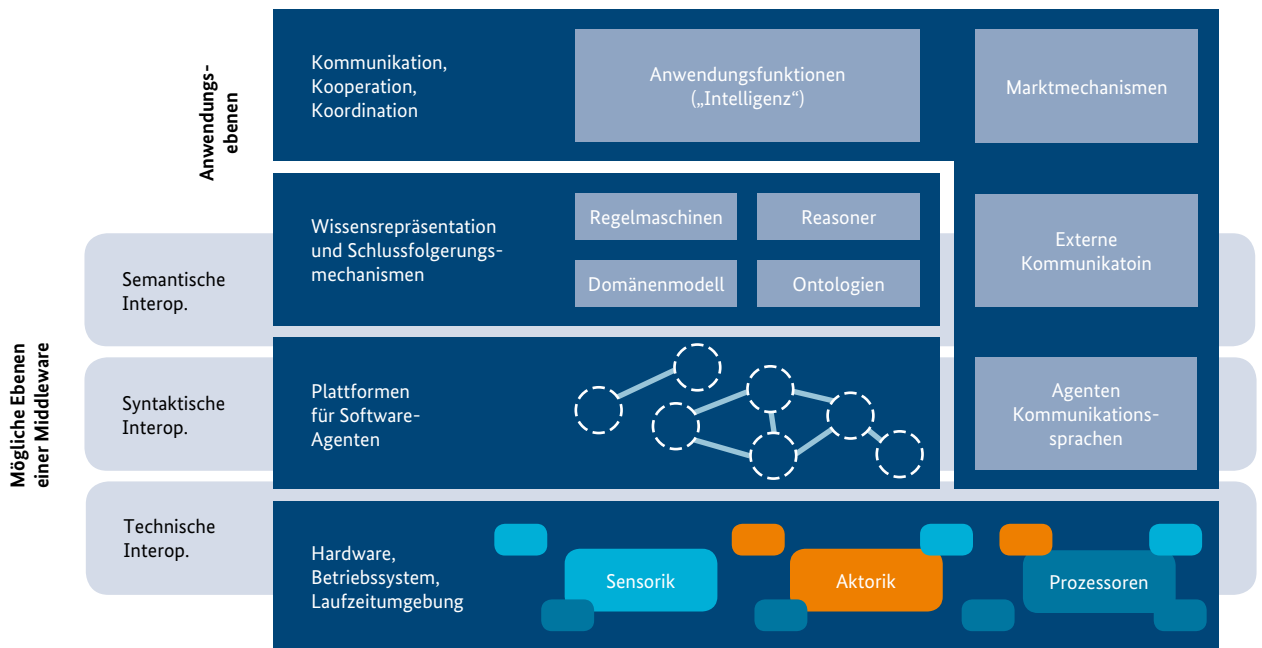 Anwendungs-
ebenen
Kommunikation,
Kooperation,
Koordination
Anwendungsfunktionen
(„Intelligenz“)
Marktmechanismen
Mögliche Ebenen
einer Middleware
Semantische
Interop.
Wissensrepräsentation
und Schlussfolgerungs-
mechanismen
Regelmaschinen
Reasoner
Domänenmodell
Ontologien
Externe
Kommunikatoin
Syntaktische
Interop.
Plattformen
für Software-
Agenten
Agenten
Kommunikations-
sprachen
Technische
Interop.
Hardware,
Betriebssystem,
Laufzeitumgebung
Sensorik
Aktorik
Prozessoren